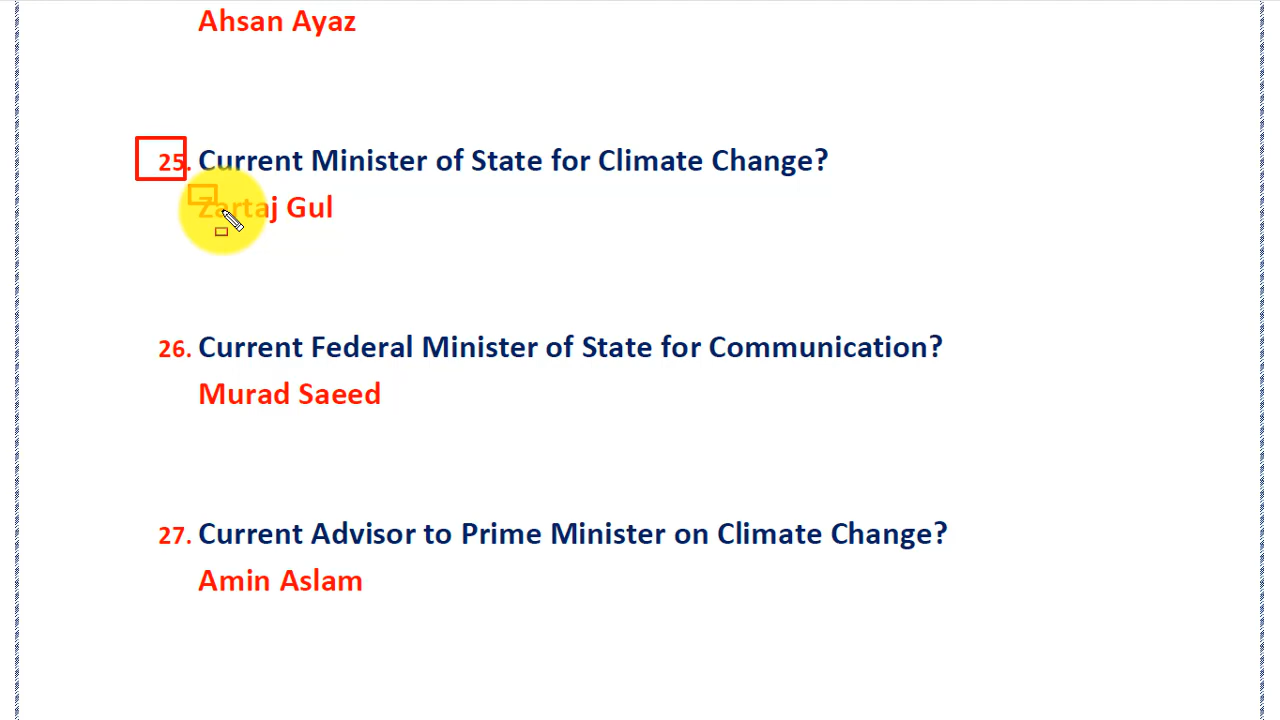 Ahsan Ayaz
25. Current Minister of State for Climate Change?
Zartaj Gul
26. Current Federal Minister of State for Communication?
Murad Saeed
27. Current Advisor to Prime Minister on Climate Change?
Amin Aslam